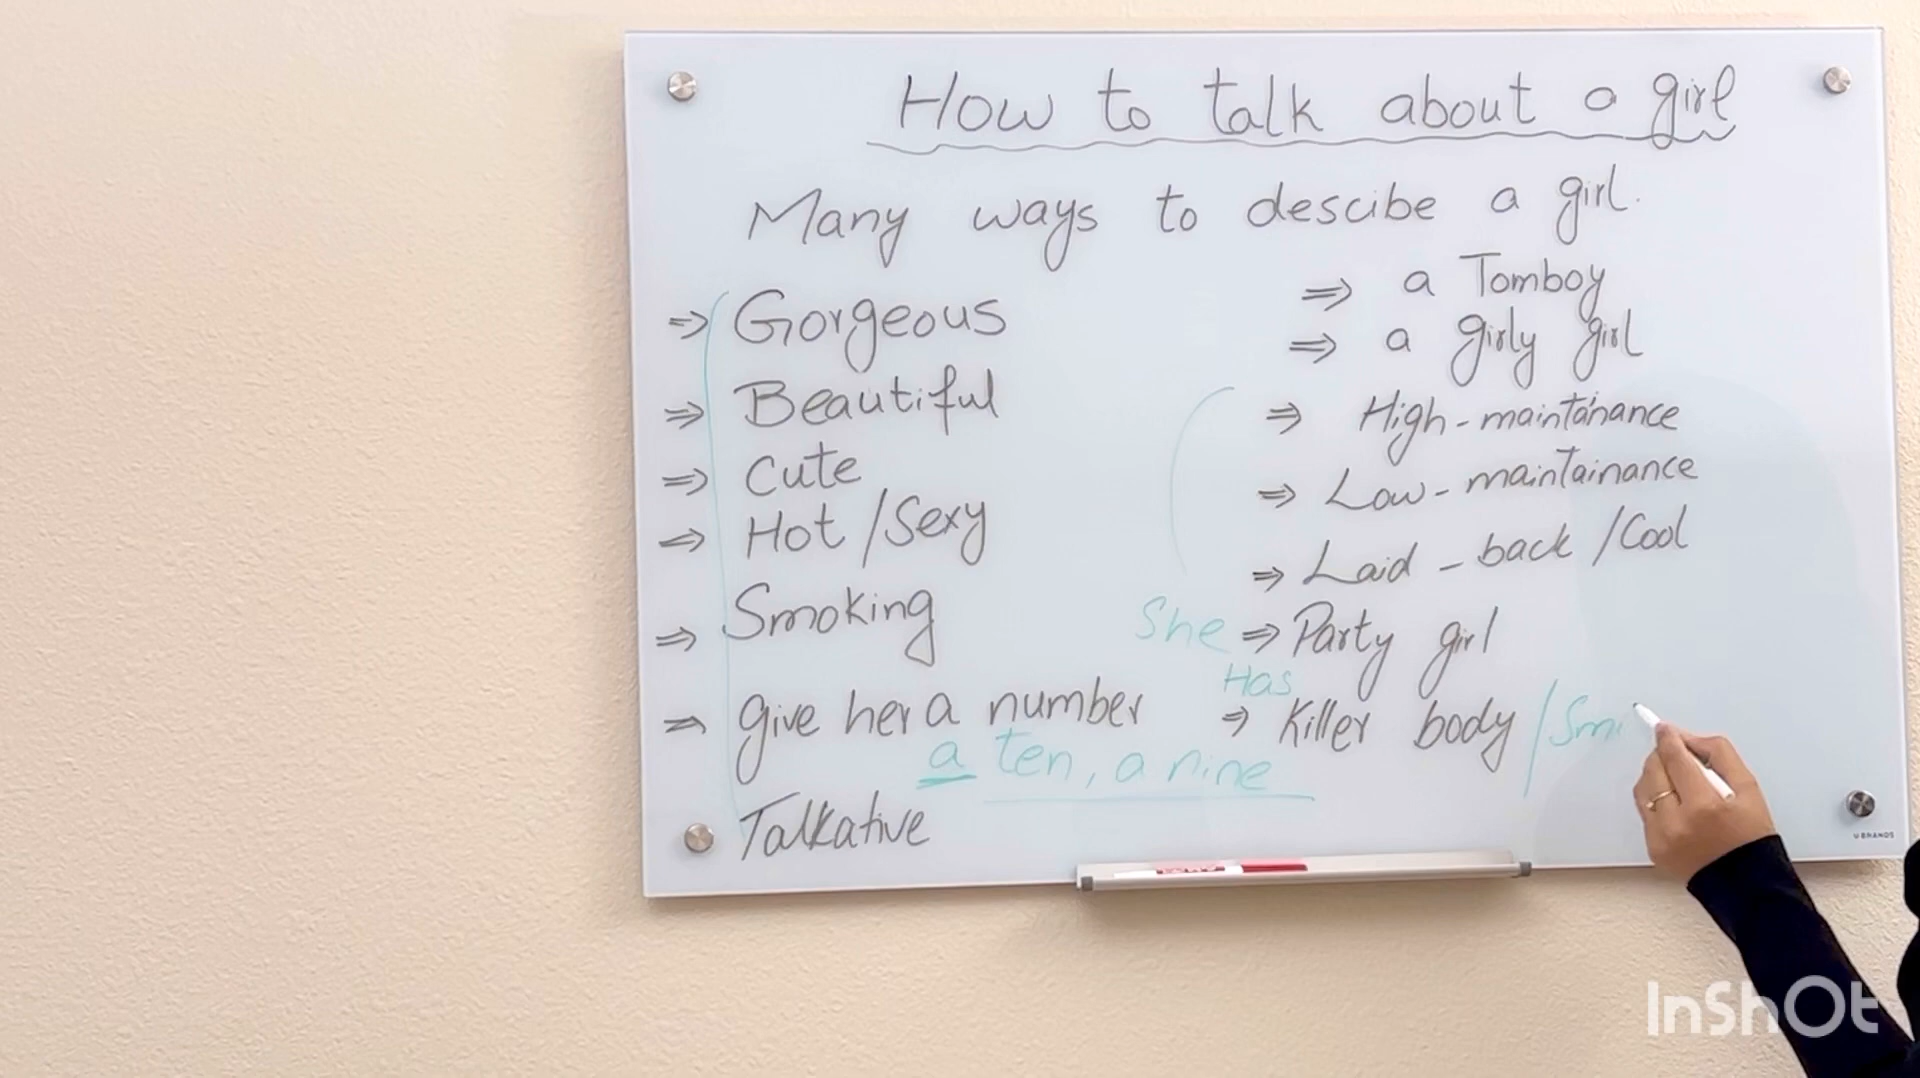 How to talk about a girl
Many ways to descibe a girl.
⇒ Gorgeous
⇒ Beautiful
⇒ Cute
⇒ Hot/Sexy
⇒ Smoking
⇒ give her a number
a ten, a nine
Talkative
⇒ a Tomboy
⇒ a girly girl
⇒ High-maintanance
⇒ Low-maintainance
⇒ Laid-back/Cool
She ⇒ Party girl
Has
⇒ Killer body /Smi
U BRANDS
InShOt